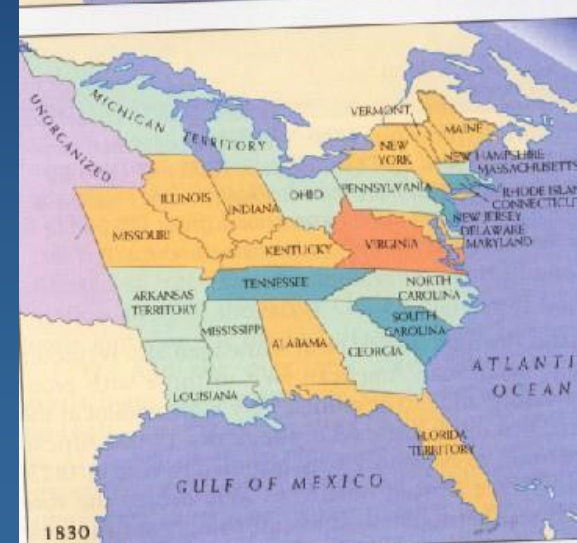 UNORGANIZED
MICHIGAN
TERRITORY
VERMONT
MAINE
NEW
YORK
NEW HAMPSHIRE
MASSACHUSETTS
RHODE ISLAN
CONNECTICUT
PENNSYLVANIA
NEW JERSEY
DELAWARE
MARYLAND
ILLINOIS
INDIANA
OHIO
MISSOURI
KENTUCKY
VIRGINIA
TENNESSEE
NORTH
CAROLINA
ARKANSAS
TERRITORY
SOUTH
CAROLINA
MISSISSIPPI
ALABAMA
GEORGIA
ATLANTI
OCEAN
LOUISIANA
FLORIDA
TERRITORY
GULF OF MEXICO
1830